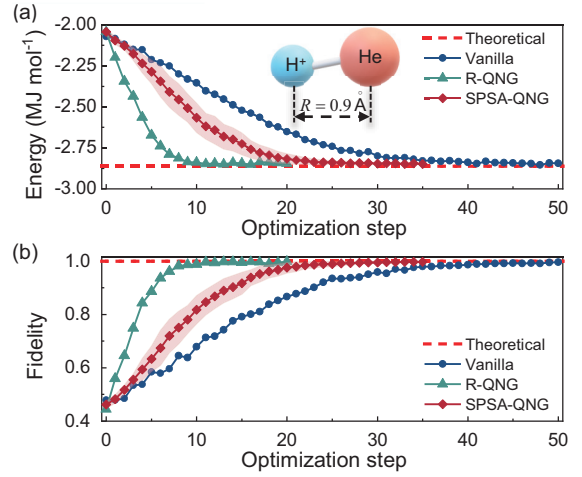 (a)
-2.00
-2.25
-2.50
-2.75
-3.00
Energy (MJ mol⁻¹)
H⁺
He
R = 0.9 Å
Theoretical
Vanilla
R-QNG
SPSA-QNG
0 10 20 30 40 50
Optimization step
(b)
1.0
0.8
0.6
0.4
Fidelity
Theoretical
Vanilla
R-QNG
SPSA-QNG
0 10 20 30 40 50
Optimization step